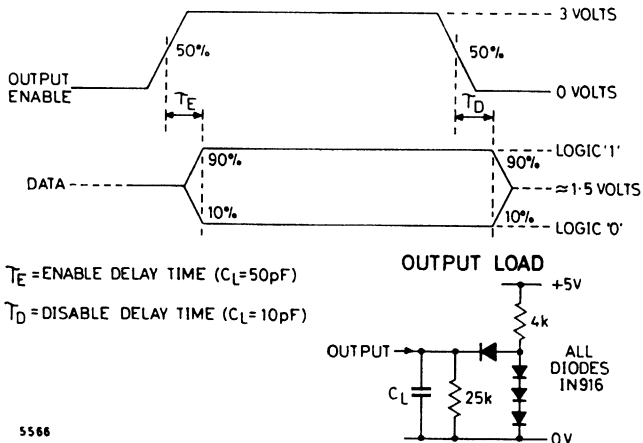 3 VOLTS
50%
50%
OUTPUT
ENABLE
0 VOLTS
TE
TD
LOGIC '1'
90%
90%
DATA
≈1·5 VOLTS
10%
10%
LOGIC '0'
TE=ENABLE DELAY TIME (CL=50pF)
TD=DISABLE DELAY TIME (CL=10pF)
OUTPUT LOAD
+5V
4k
OUTPUT
ALL
DIODES
IN916
CL
25k
0V
5566